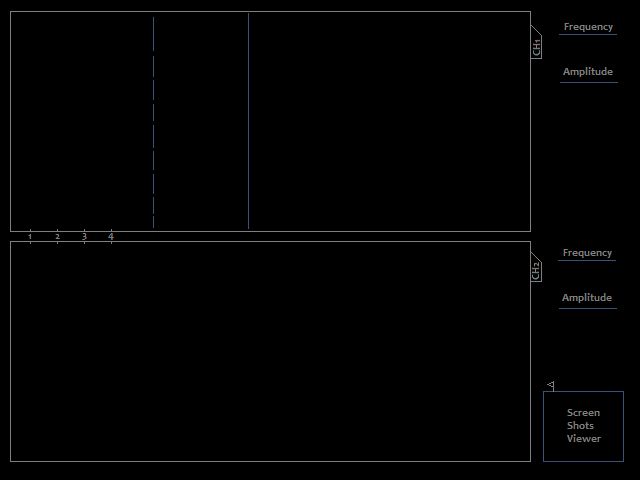 Frequency
CH1
Amplitude
1 2 3 4
Frequency
CH2
Amplitude
Screen
Shots
Viewer